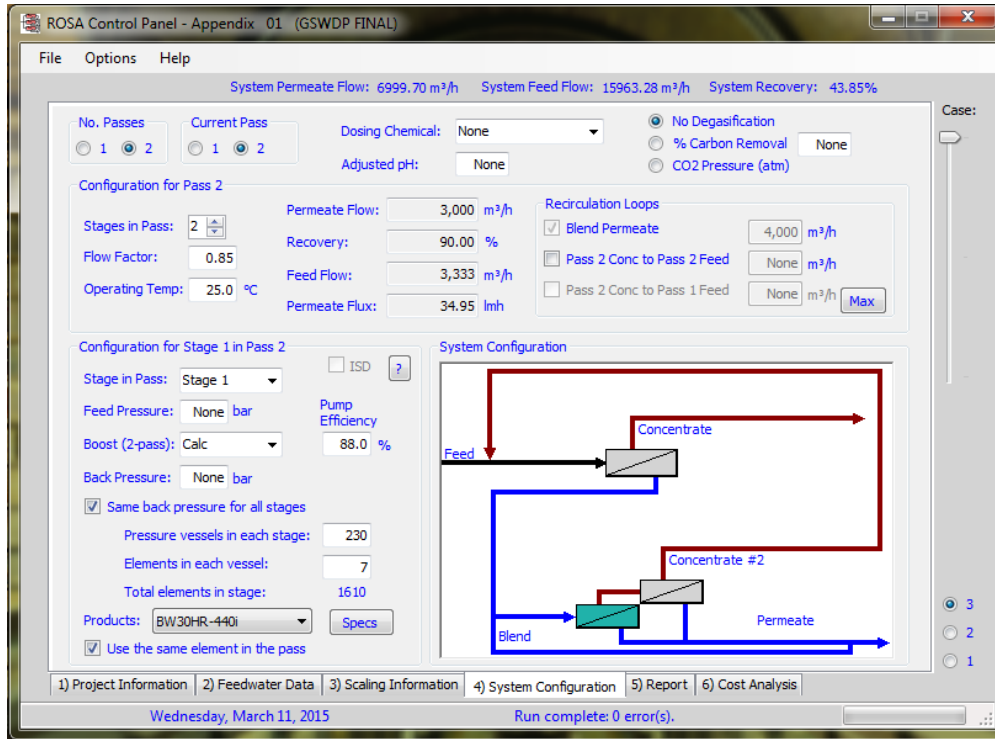 ROSA Control Panel - Appendix 01 (GSWDP FINAL)
File Options Help
System Permeate Flow: 6999.70 m³/h System Feed Flow: 15963.28 m³/h System Recovery: 43.85%
Case:
No. Passes
1 2
Current Pass
1 2
Dosing Chemical: None
Adjusted pH: None
No Degasification
% Carbon Removal None
CO2 Pressure (atm)
Configuration for Pass 2
Stages in Pass: 2
Flow Factor: 0.85
Operating Temp: 25.0 ºC
Permeate Flow: 3,000 m³/h
Recovery: 90.00 %
Feed Flow: 3,333 m³/h
Permeate Flux: 34.95 lmh
Recirculation Loops
Blend Permeate 4,000 m³/h
Pass 2 Conc to Pass 2 Feed None m³/h
Pass 2 Conc to Pass 1 Feed None m³/h Max
Configuration for Stage 1 in Pass 2
ISD ?
Stage in Pass: Stage 1
Feed Pressure: None bar
Pump Efficiency
Boost (2-pass): Calc 88.0 %
Back Pressure: None bar
Same back pressure for all stages
Pressure vessels in each stage: 230
Elements in each vessel: 7
Total elements in stage: 1610
Products: BW30HR-440i Specs
Use the same element in the pass
System Configuration
Concentrate
Feed
Concentrate #2
Permeate
Blend
3
2
1
1) Project Information 2) Feedwater Data 3) Scaling Information 4) System Configuration 5) Report 6) Cost Analysis
Wednesday, March 11, 2015 Run complete: 0 error(s).